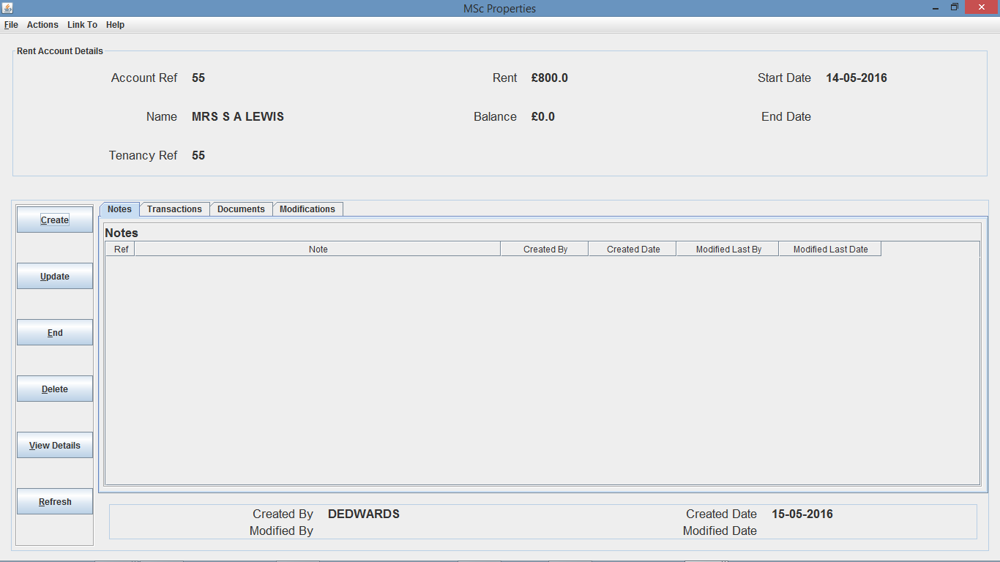 MSc Properties
File Actions Link To Help
Rent Account Details
Account Ref 55 Rent £800.0 Start Date 14-05-2016
Name MRS S A LEWIS Balance £0.0 End Date
Tenancy Ref 55
Notes Transactions Documents Modifications
Create
Update
End
Delete
View Details
Refresh
Notes
Ref Note Created By Created Date Modified Last By Modified Last Date
Created By DEDWARDS Created Date 15-05-2016
Modified By Modified Date